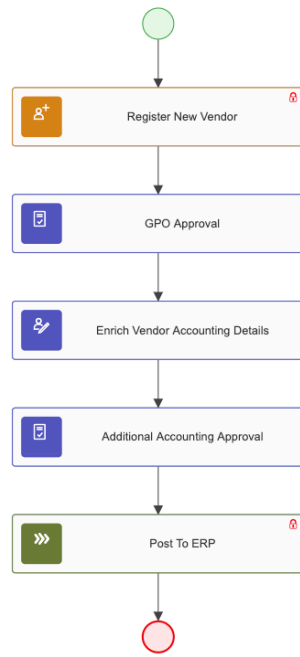 Register New Vendor
GPO Approval
Enrich Vendor Accounting Details
Additional Accounting Approval
Post To ERP